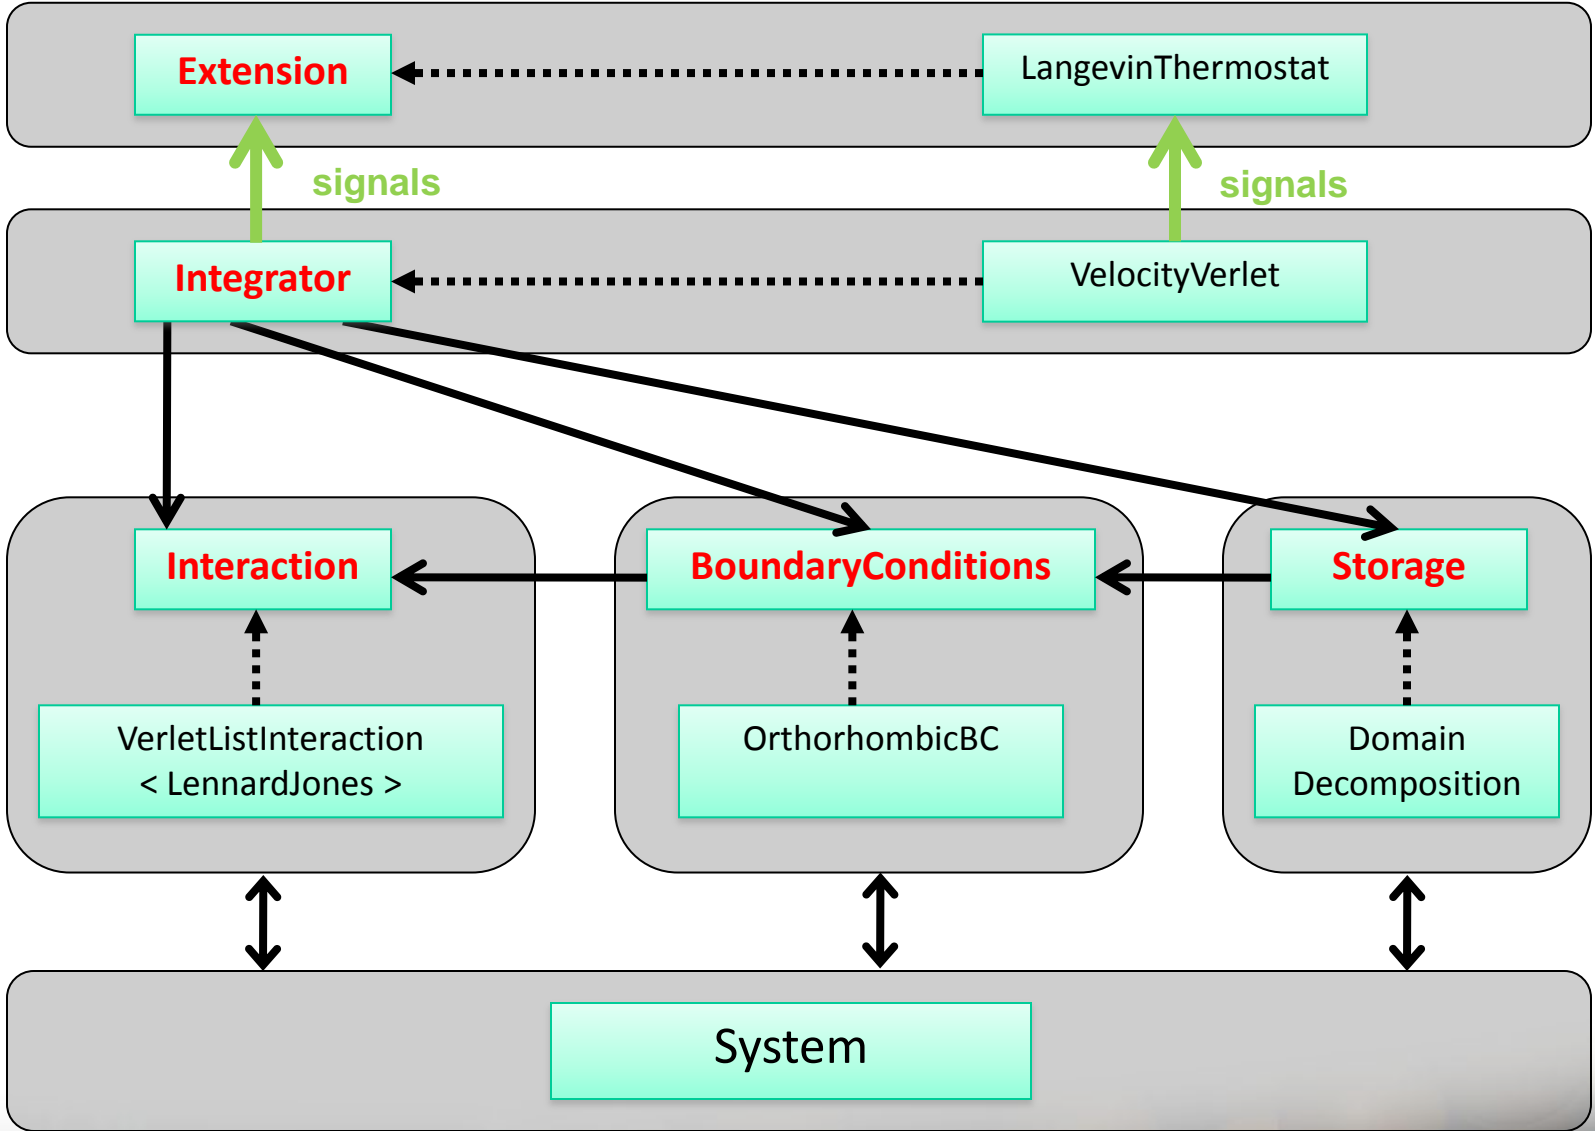 Extension
LangevinThermostat
signals
signals
Integrator
VelocityVerlet
Interaction
BoundaryConditions
Storage
VerletListInteraction
< LennardJones >
OrthorhombicBC
Domain
Decomposition
System